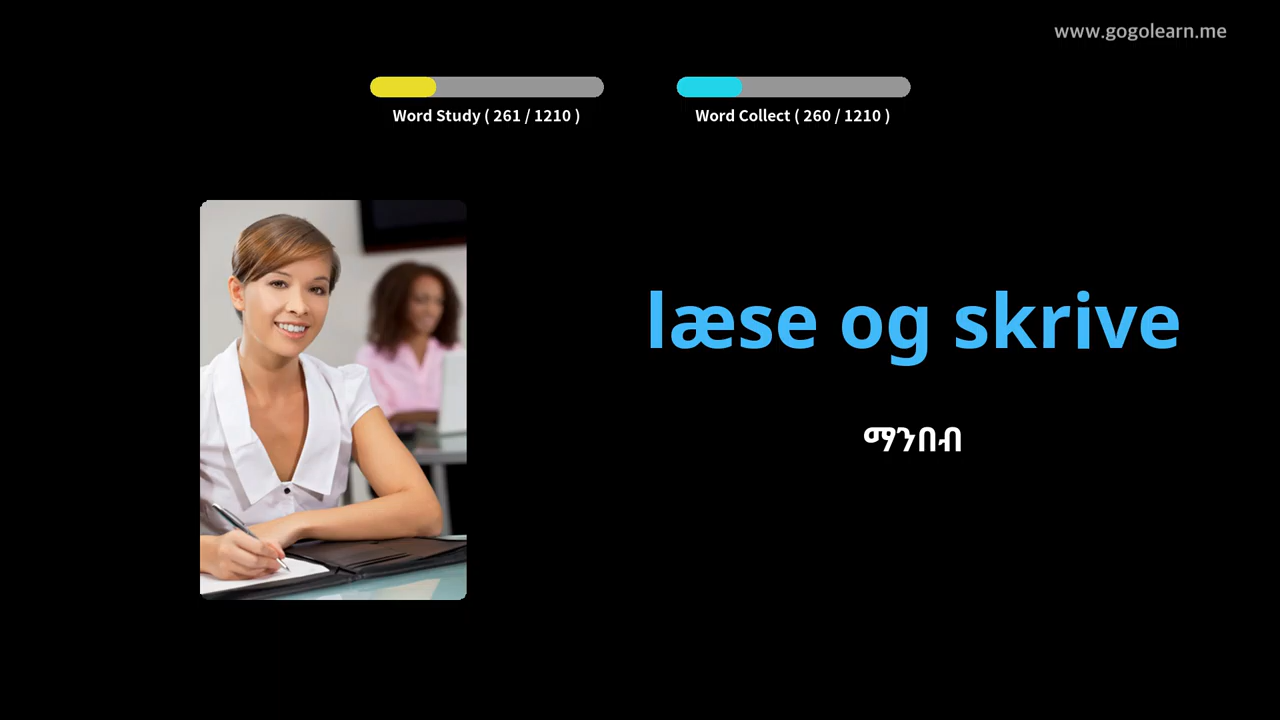 www.gogolearn.me
Word Study ( 261 / 1210 )
Word Collect ( 260 / 1210 )
læse og skrive
ማንበብ